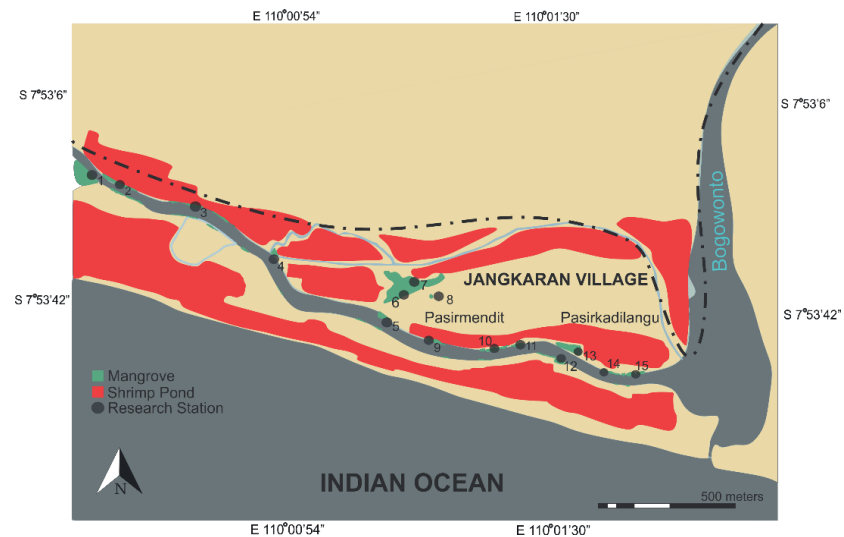 E 110°00'54" E 110°01'30"
S 7°53'6" S 7°53'6"
Bogowonto
1
2
3
4
7
JANGKARAN VILLAGE
6
8
S 7°53'42" S 7°53'42"
5
Pasirmendit
Pasirkadilangu
9
10
11
13
12
14
15
Mangrove
Shrimp Pond
Research Station
N
INDIAN OCEAN
500 meters
E 110°00'54" E 110°01'30"